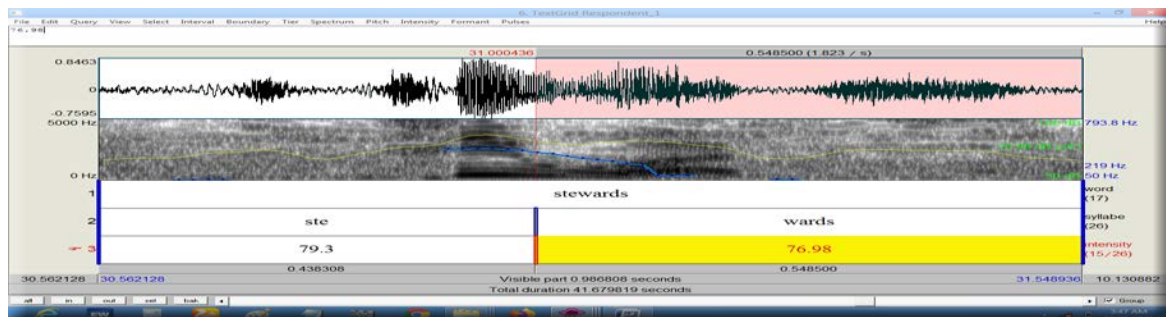 6. TextGrid Respondent_1
File Edit Query View Select Interval Boundary Tier Spectrum Pitch Intensity Formant Pulses Help
76.98
31.000436 0.548500 (1.823 / s)
0.8463
0
-0.7595
5000 Hz 793.8 Hz
219 Hz
0 Hz 50 Hz
1 stewards word
(17)
2 ste wards syllabe
(26)
3 79.3 76.98 intensity
(15/26)
0.438308 0.548500
30.562128 30.562128 Visible part 0.986808 seconds 31.548936 10.130882
Total duration 41.679819 seconds
all in out sel bak Group
3:47 AM